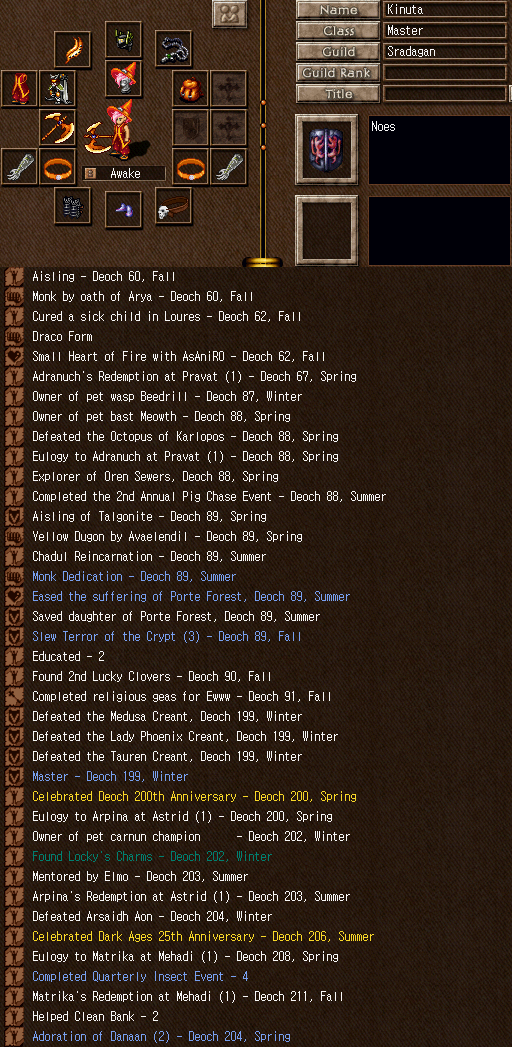 Name Kinuta
Class Master
Guild Sradagan
Guild Rank
Title
Noes
Awake
Aisling - Deoch 60, Fall
Monk by oath of Arya - Deoch 60, Fall
Cured a sick child in Loures - Deoch 62, Fall
Draco Form
Small Heart of Fire with AsAniRO - Deoch 62, Fall
Adranuch's Redemption at Pravat (1) - Deoch 67, Spring
Owner of pet wasp Beedrill - Deoch 87, Winter
Owner of pet bast Meowth - Deoch 88, Spring
Defeated the Octopus of Karlopos - Deoch 88, Spring
Eulogy to Adranuch at Pravat (1) - Deoch 88, Spring
Explorer of Oren Sewers, Deoch 88, Spring
Completed the 2nd Annual Pig Chase Event - Deoch 88, Summer
Aisling of Talgonite - Deoch 89, Spring
Yellow Dugon by Avaelendil - Deoch 89, Spring
Chadul Reincarnation - Deoch 89, Summer
Monk Dedication - Deoch 89, Summer
Eased the suffering of Porte Forest, Deoch 89, Summer
Saved daughter of Porte Forest, Deoch 89, Summer
Slew Terror of the Crypt (3) - Deoch 89, Fall
Educated - 2
Found 2nd Lucky Clovers - Deoch 90, Fall
Completed religious geas for Ewww - Deoch 91, Fall
Defeated the Medusa Creant, Deoch 199, Winter
Defeated the Lady Phoenix Creant, Deoch 199, Winter
Defeated the Tauren Creant, Deoch 199, Winter
Master - Deoch 199, Winter
Celebrated Deoch 200th Anniversary - Deoch 200, Spring
Eulogy to Arpina at Astrid (1) - Deoch 200, Spring
Owner of pet carnun champion - Deoch 202, Winter
Found Locky's Charms - Deoch 202, Winter
Mentored by Elmo - Deoch 203, Summer
Arpina's Redemption at Astrid (1) - Deoch 203, Summer
Defeated Arsaidh Aon - Deoch 204, Winter
Celebrated Dark Ages 25th Anniversary - Deoch 206, Summer
Eulogy to Matrika at Mehadi (1) - Deoch 208, Spring
Completed Quarterly Insect Event - 4
Matrika's Redemption at Mehadi (1) - Deoch 211, Fall
Helped Clean Bank - 2
Adoration of Danaan (2) - Deoch 204, Spring